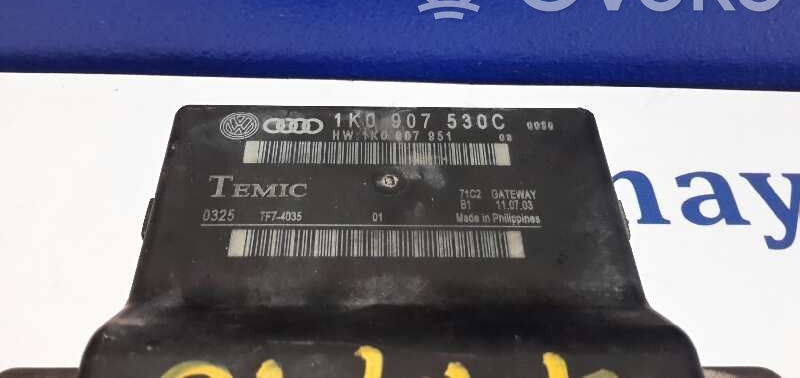 1K0 907 530C 0090
HW:1K0 907 951
TEMIC
71C2 GATEWAY
B1 11.07.03
0325 TF7-4035 01 Made in Philippines
nay